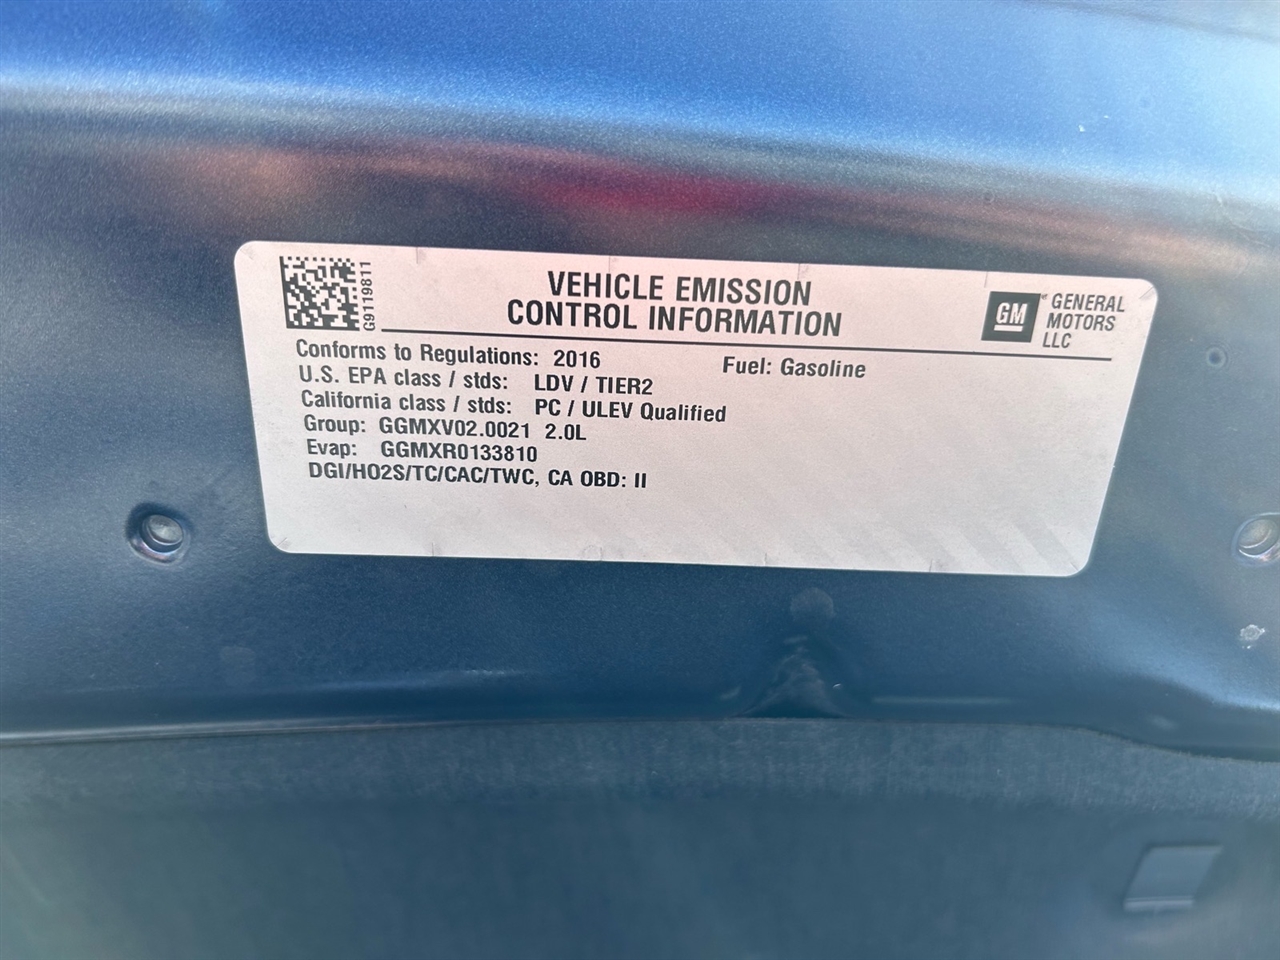 VEHICLE EMISSION
CONTROL INFORMATION
G9119811
GM
GENERAL
MOTORS
LLC
Conforms to Regulations: 2016 Fuel: Gasoline
U.S. EPA class / stds: LDV / TIER2
California class / stds: PC / ULEV Qualified
Group: GGMXV02.0021 2.0L
Evap: GGMXR0133810
DGI/HO2S/TC/CAC/TWC, CA OBD: II